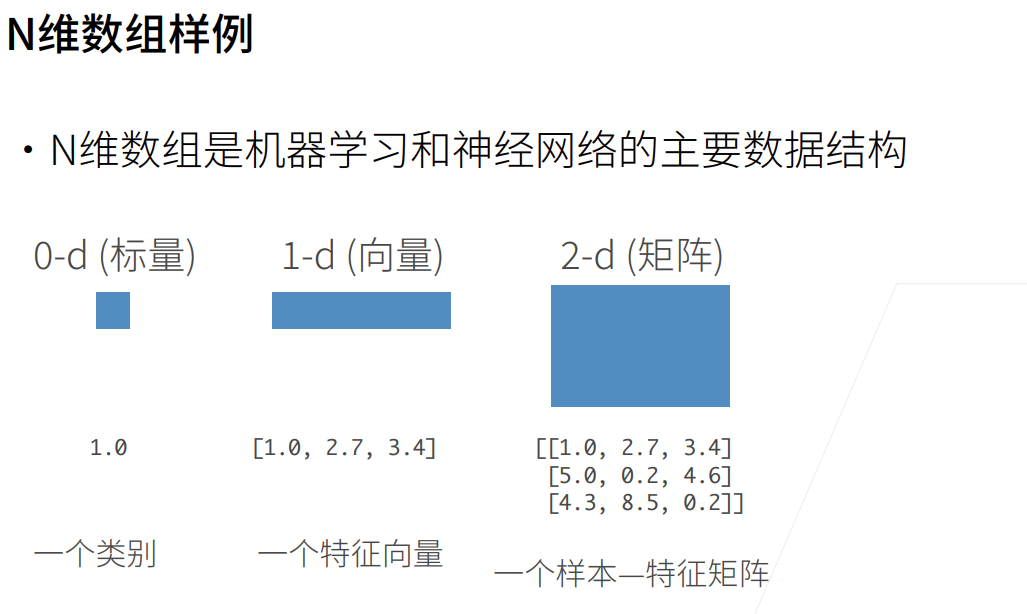 N维数组样例
• N维数组是机器学习和神经网络的主要数据结构
0-d (标量)
1-d (向量)
2-d (矩阵)
1.0
[1.0, 2.7, 3.4]
[[1.0, 2.7, 3.4]
[5.0, 0.2, 4.6]
[4.3, 8.5, 0.2]]
一个类别
一个特征向量
一个样本—特征矩阵